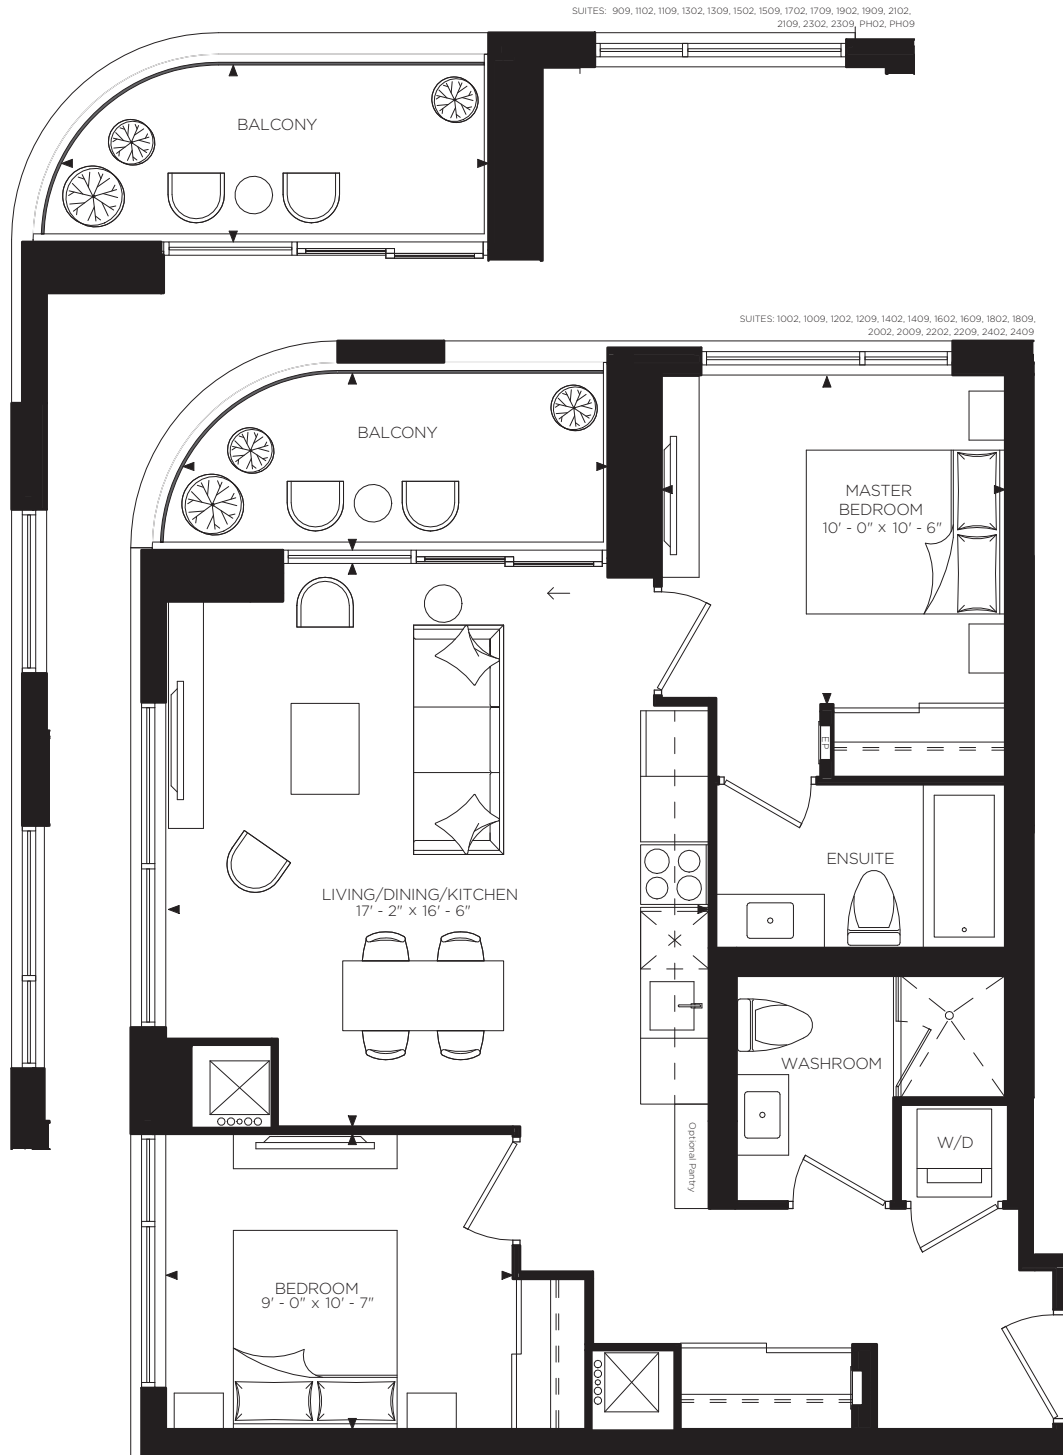 SUITES: 909, 1102, 1109, 1302, 1309, 1502, 1509, 1702, 1709, 1902, 1909, 2102,
2109, 2302, 2309, PH02, PH09
BALCONY
SUITES: 1002, 1009, 1202, 1209, 1402, 1409, 1602, 1609, 1802, 1809,
2002, 2009, 2202, 2209, 2402, 2409
BALCONY
MASTER
BEDROOM
10' - 0" x 10' - 6"
EP
ENSUITE
LIVING/DINING/KITCHEN
17' - 2" x 16' - 6"
WASHROOM
W/D
Optional Pantry
BEDROOM
9' - 0" x 10' - 7"